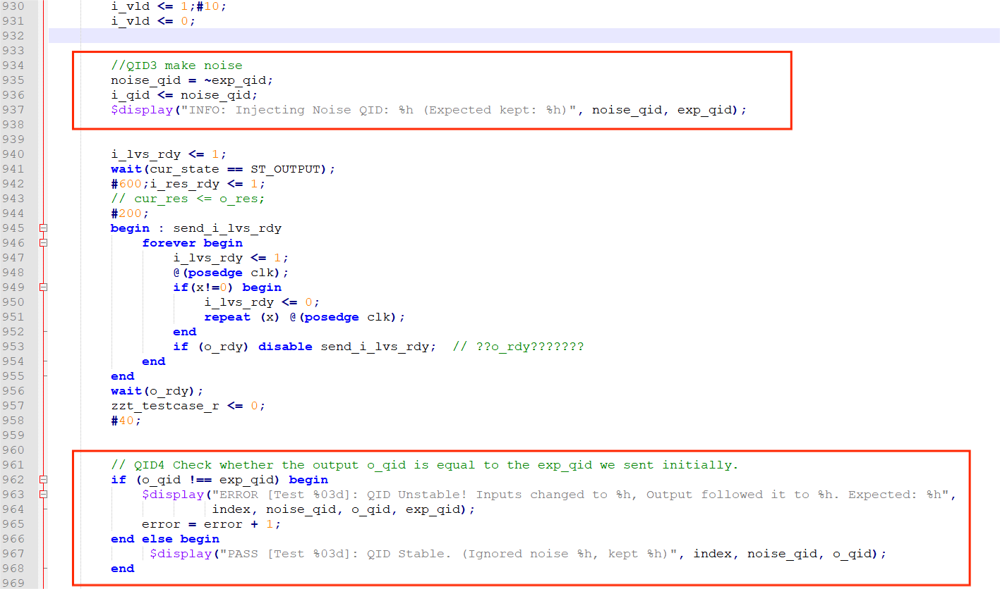 930 i_vld <= 1;#10;
931 i_vld <= 0;
932
933
934 //QID3 make noise
935 noise_qid = ~exp_qid;
936 i_qid <= noise_qid;
937 $display("INFO: Injecting Noise QID: %h (Expected kept: %h)", noise_qid, exp_qid);
938
939
940 i_lvs_rdy <= 1;
941 wait(cur_state == ST_OUTPUT);
942 #600;i_res_rdy <= 1;
943 // cur_res <= o_res;
944 #200;
945 begin : send_i_lvs_rdy
946 forever begin
947 i_lvs_rdy <= 1;
948 @(posedge clk);
949 if(x!=0) begin
950 i_lvs_rdy <= 0;
951 repeat (x) @(posedge clk);
952 end
953 if (o_rdy) disable send_i_lvs_rdy; // ??o_rdy???????
954 end
955 end
956 wait(o_rdy);
957 zzt_testcase_r <= 0;
958 #40;
959
960
961 // QID4 Check whether the output o_qid is equal to the exp_qid we sent initially.
962 if (o_qid !== exp_qid) begin
963 $display("ERROR [Test %03d]: QID Unstable! Inputs changed to %h, Output followed it to %h. Expected: %h",
964 index, noise_qid, o_qid, exp_qid);
965 error = error + 1;
966 end else begin
967 $display("PASS [Test %03d]: QID Stable. (Ignored noise %h, kept %h)", index, noise_qid, o_qid);
968 end
969